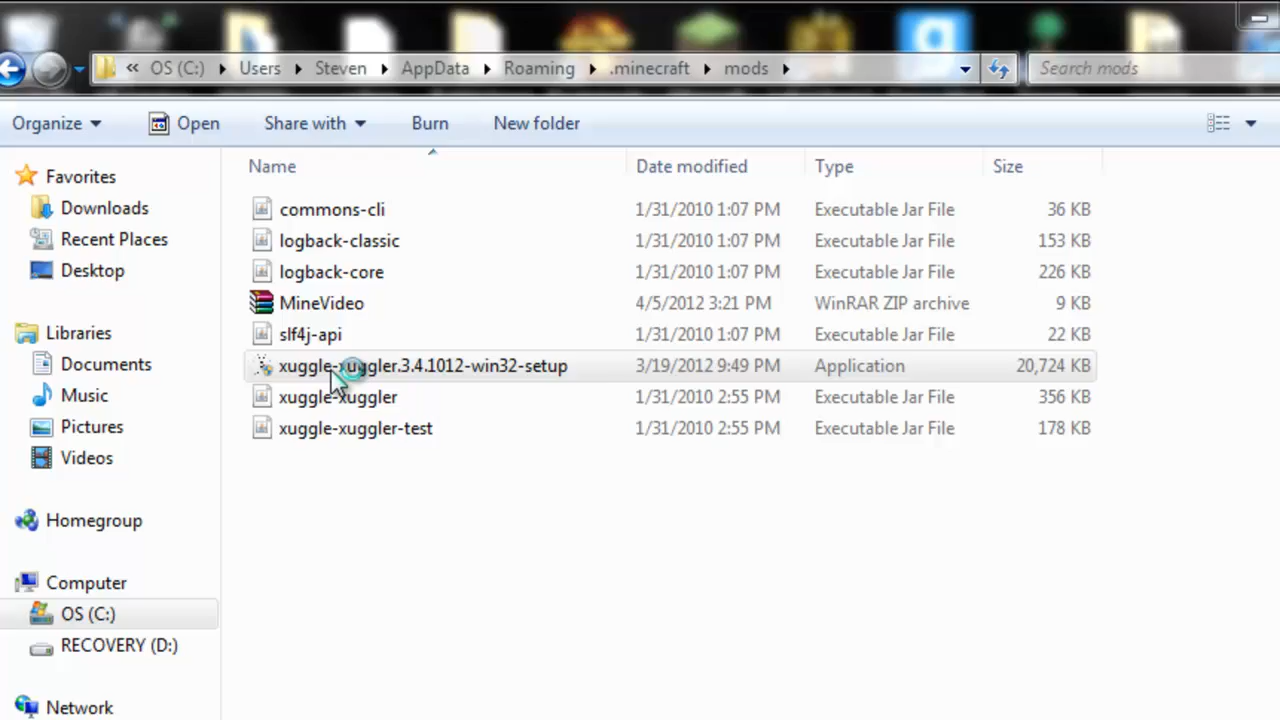 « OS (C:) Users Steven AppData Roaming .minecraft mods Search mods
Organize Open Share with Burn New folder
Name Date modified Type Size
Favorites
Downloads
Recent Places
Desktop
Libraries
Documents
Music
Pictures
Videos
Homegroup
Computer
OS (C:)
RECOVERY (D:)
Network
commons-cli 1/31/2010 1:07 PM Executable Jar File 36 KB
logback-classic 1/31/2010 1:07 PM Executable Jar File 153 KB
logback-core 1/31/2010 1:07 PM Executable Jar File 226 KB
MineVideo 4/5/2012 3:21 PM WinRAR ZIP archive 9 KB
slf4j-api 1/31/2010 1:07 PM Executable Jar File 22 KB
xuggle-xuggler.3.4.1012-win32-setup 3/19/2012 9:49 PM Application 20,724 KB
xuggle-xuggler 1/31/2010 2:55 PM Executable Jar File 356 KB
xuggle-xuggler-test 1/31/2010 2:55 PM Executable Jar File 178 KB